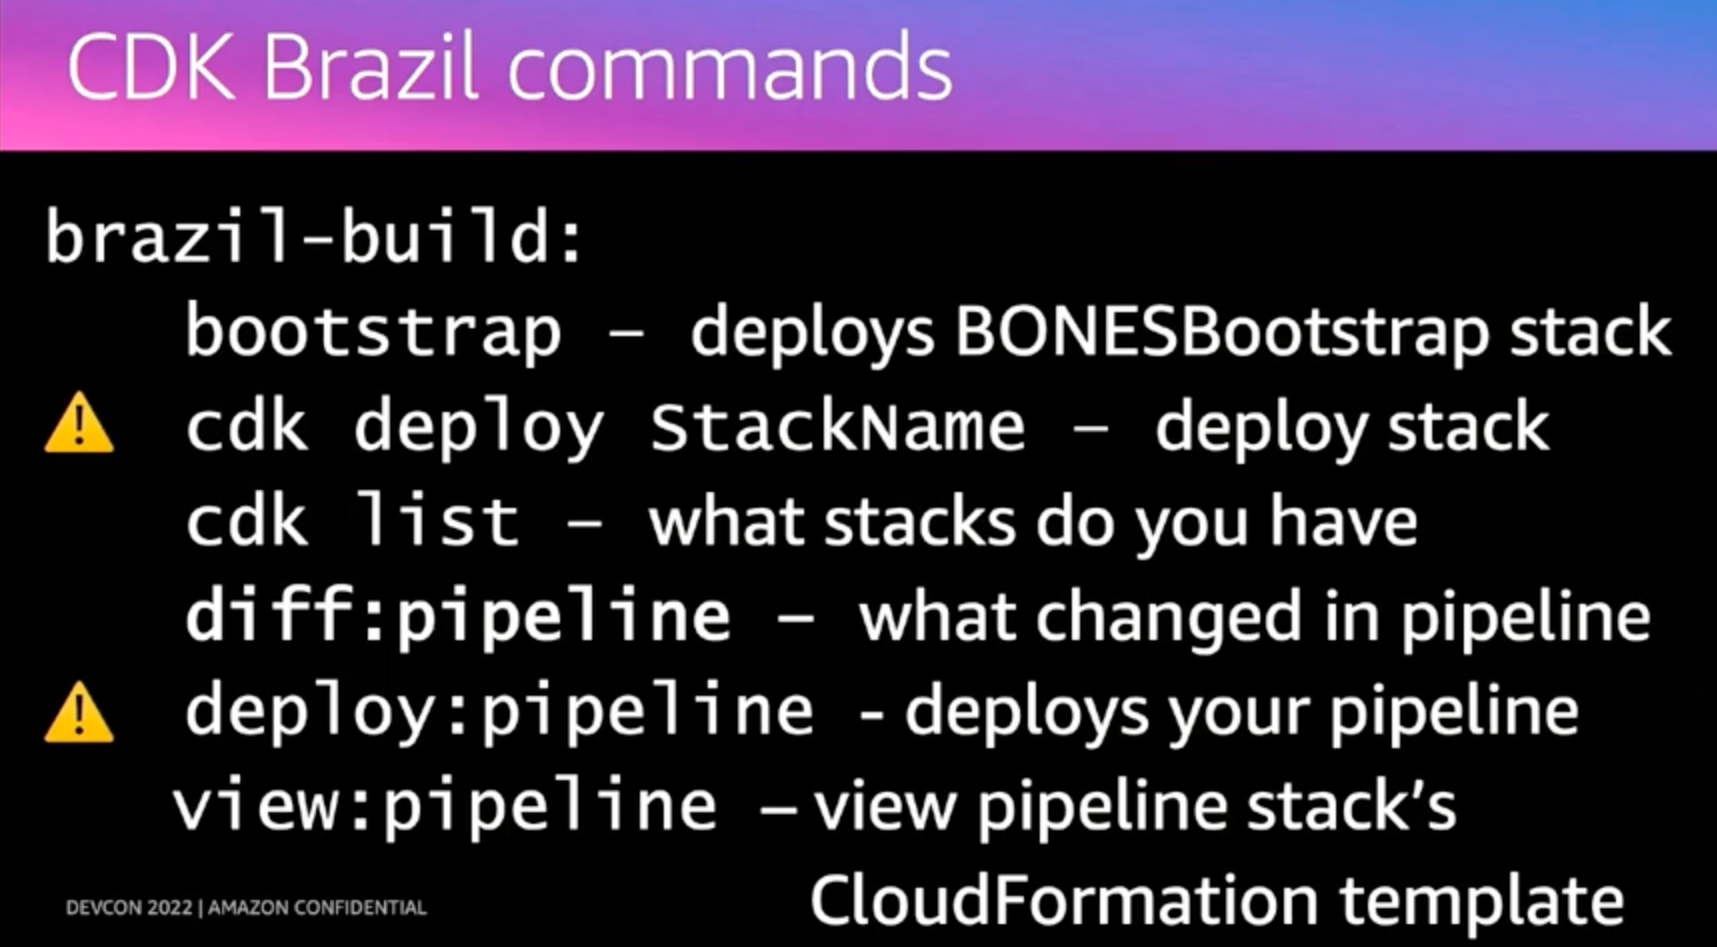 CDK Brazil commands
brazil-build:
bootstrap – deploys BONESBootstrap stack
cdk deploy StackName – deploy stack
cdk list – what stacks do you have
diff:pipeline – what changed in pipeline
deploy:pipeline - deploys your pipeline
view:pipeline – view pipeline stack’s
CloudFormation template
DEVCON 2022 | AMAZON CONFIDENTIAL